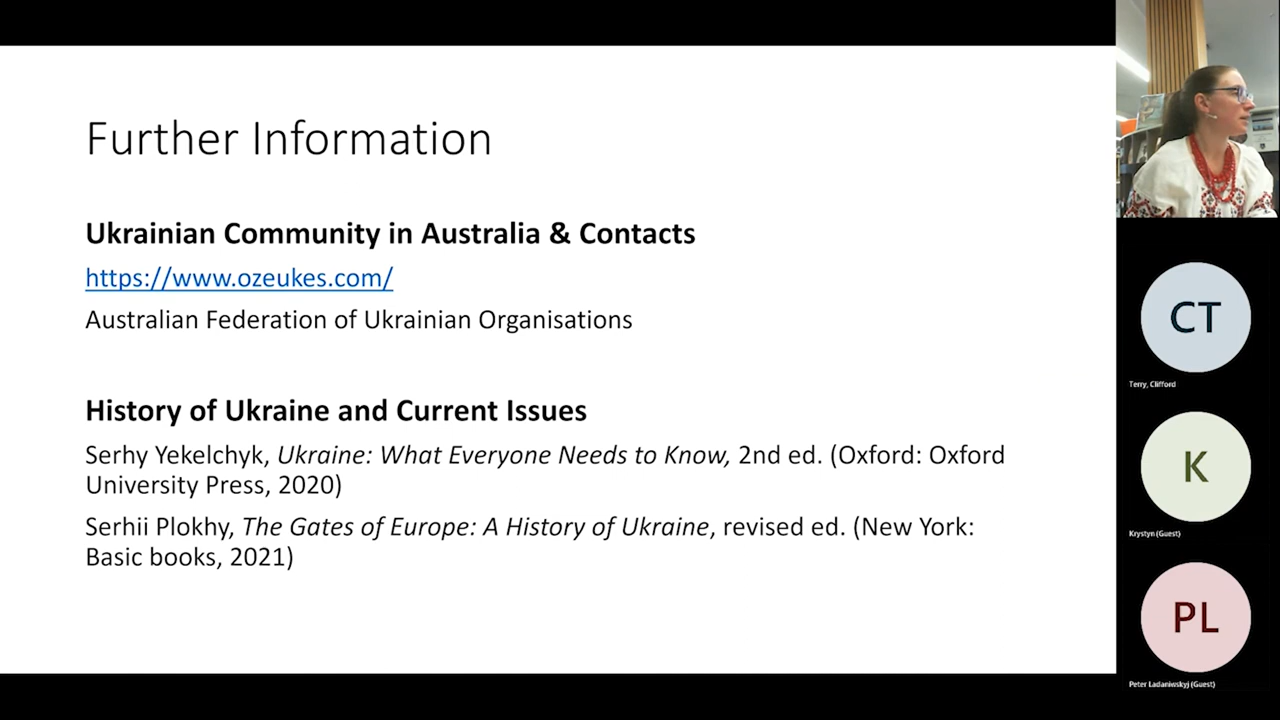 Further Information
Ukrainian Community in Australia & Contacts
https://www.ozeukes.com/
Australian Federation of Ukrainian Organisations
History of Ukraine and Current Issues
Serhy Yekelchyk, Ukraine: What Everyone Needs to Know, 2nd ed. (Oxford: Oxford
University Press, 2020)
Serhii Plokhy, The Gates of Europe: A History of Ukraine, revised ed. (New York:
Basic books, 2021)
CT
Terry, Clifford
K
Krystyn (Guest)
PL
Peter Ladaniwskyj (Guest)